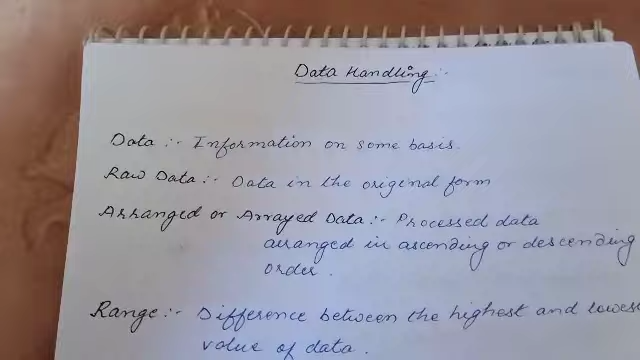 Data Handling :-
Data :- Information on some basis.
Raw Data :- Data in the original form
Arranged or Arrayed Data :- Processed data
arranged in ascending or descending
order.
Range :- Difference between the highest and lowest
value of data.